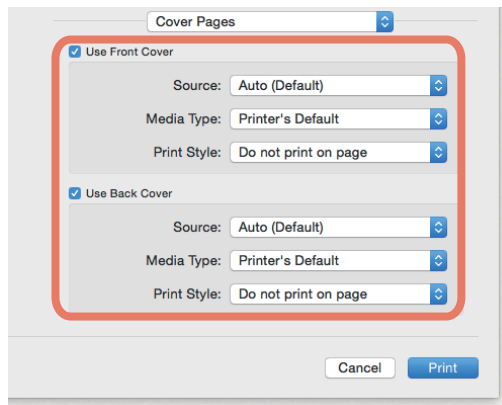 Cover Pages
Use Front Cover
Source: Auto (Default)
Media Type: Printer's Default
Print Style: Do not print on page
Use Back Cover
Source: Auto (Default)
Media Type: Printer's Default
Print Style: Do not print on page
Cancel Print